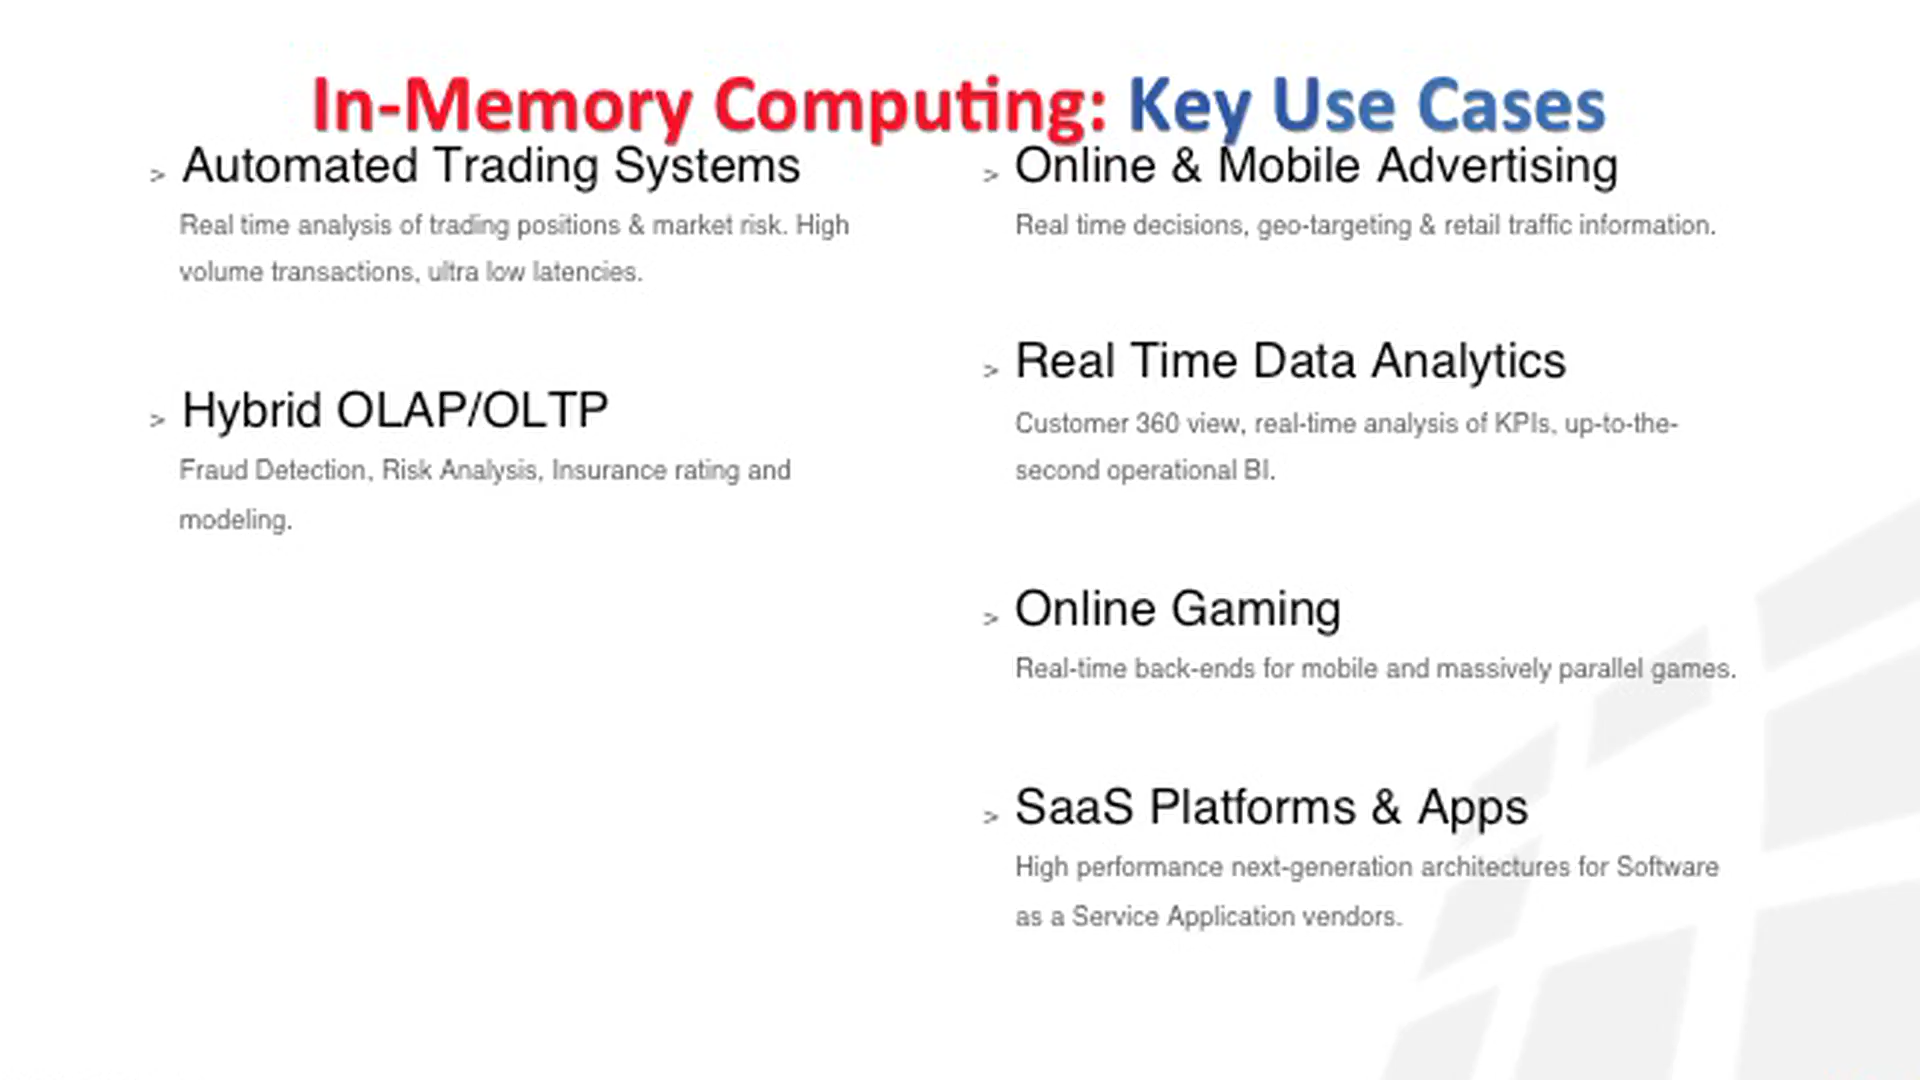 In-Memory Computing: Key Use Cases
> Automated Trading Systems
Real time analysis of trading positions & market risk. High
volume transactions, ultra low latencies.
> Hybrid OLAP/OLTP
Fraud Detection, Risk Analysis, Insurance rating and
modeling.
> Online & Mobile Advertising
Real time decisions, geo-targeting & retail traffic information.
> Real Time Data Analytics
Customer 360 view, real-time analysis of KPIs, up-to-the-
second operational BI.
> Online Gaming
Real-time back-ends for mobile and massively parallel games.
> SaaS Platforms & Apps
High performance next-generation architectures for Software
as a Service Application vendors.